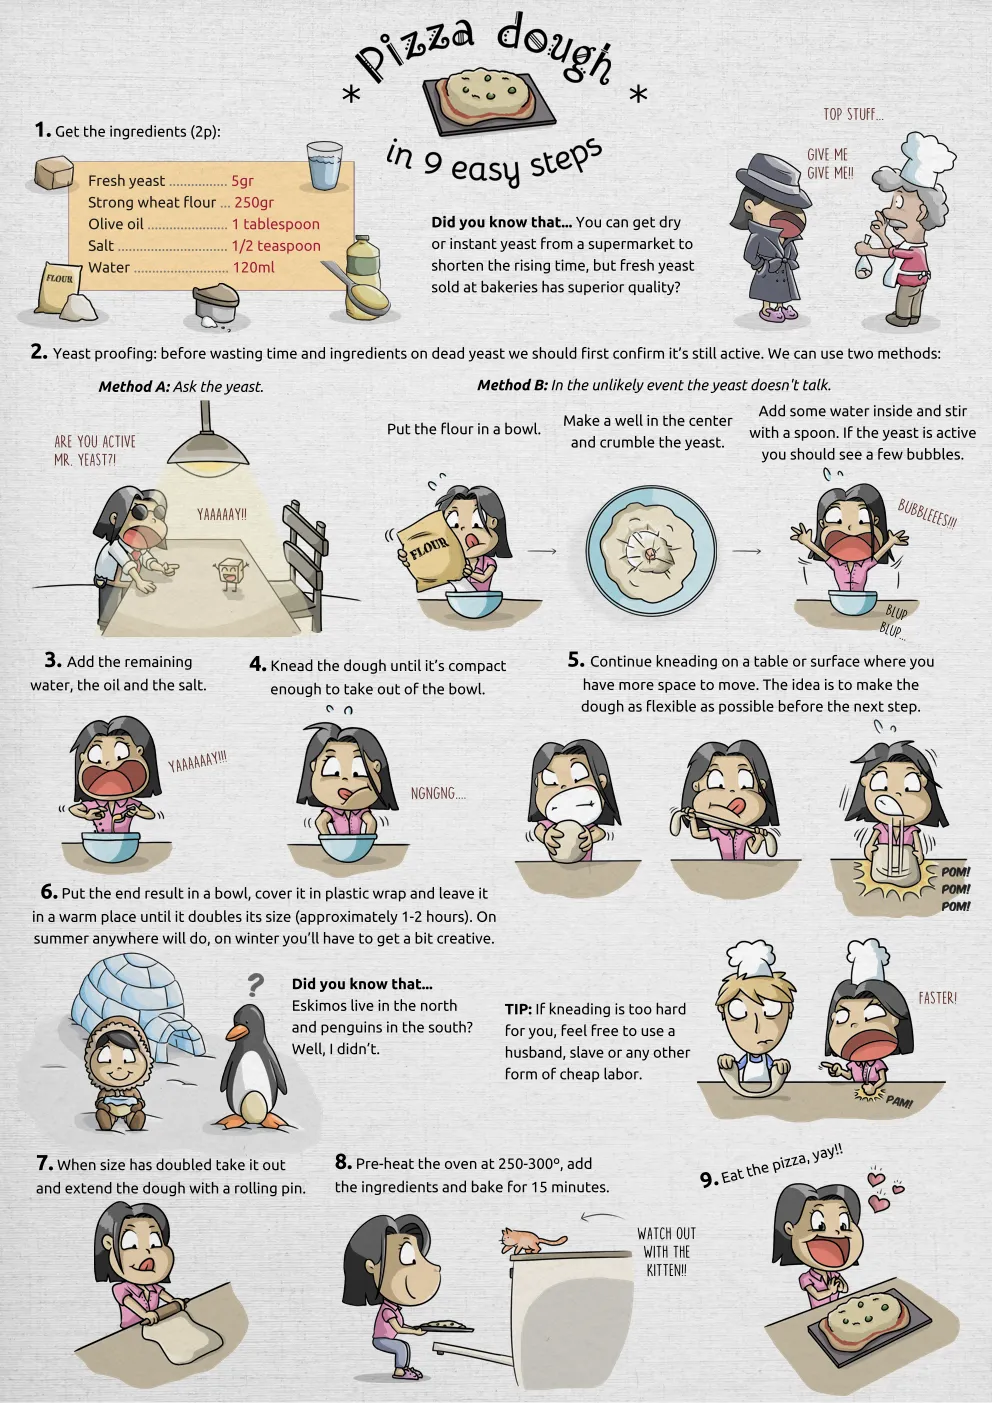 * Pizza dough *
in 9 easy steps
1. Get the ingredients (2p):
Fresh yeast ............... 5gr
Strong wheat flour ... 250gr
Olive oil .................... 1 tablespoon
Salt ........................... 1/2 teaspoon
Water ....................... 120ml
FLOUR
Did you know that... You can get dry
or instant yeast from a supermarket to
shorten the rising time, but fresh yeast
sold at bakeries has superior quality?
TOP STUFF...
GIVE ME
GIVE ME!!
2. Yeast proofing: before wasting time and ingredients on dead yeast we should first confirm it's still active. We can use two methods:
Method A: Ask the yeast.
ARE YOU ACTIVE
MR. YEAST?!
YAAAAAY!!
Method B: In the unlikely event the yeast doesn't talk.
Put the flour in a bowl.
FLOUR
Make a well in the center
and crumble the yeast.
Add some water inside and stir
with a spoon. If the yeast is active
you should see a few bubbles.
BUBBLEEES!!!
BLUP
BLUP...
3. Add the remaining
water, the oil and the salt.
YAAAAAAY!!!
4. Knead the dough until it's compact
enough to take out of the bowl.
NGNGNG....
5. Continue kneading on a table or surface where you
have more space to move. The idea is to make the
dough as flexible as possible before the next step.
POM!
POM!
POM!
6. Put the end result in a bowl, cover it in plastic wrap and leave it
in a warm place until it doubles its size (approximately 1-2 hours). On
summer anywhere will do, on winter you'll have to get a bit creative.
?
Did you know that...
Eskimos live in the north
and penguins in the south?
Well, I didn't.
TIP: If kneading is too hard
for you, feel free to use a
husband, slave or any other
form of cheap labor.
FASTER!
PAM!
7. When size has doubled take it out
and extend the dough with a rolling pin.
8. Pre-heat the oven at 250-300º, add
the ingredients and bake for 15 minutes.
WATCH OUT
WITH THE
KITTEN!!
9. Eat the pizza, yay!!